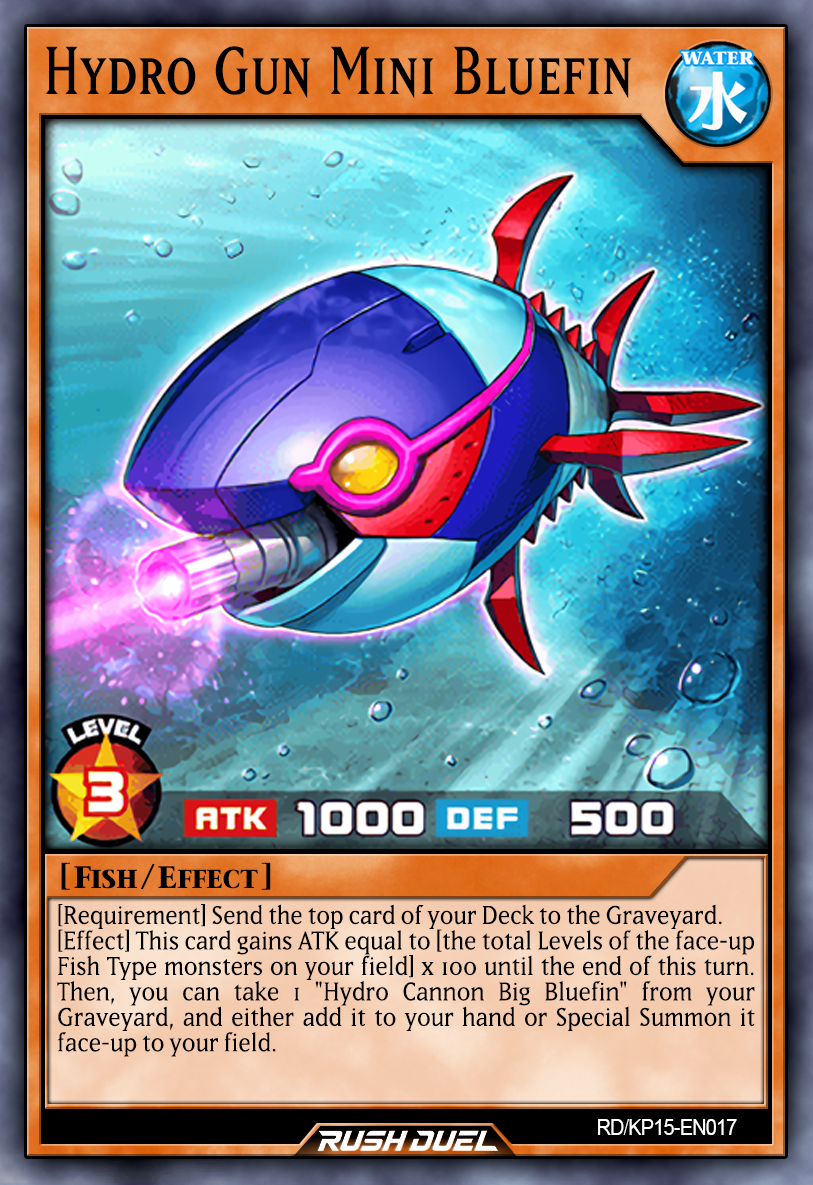 Hydro Gun Mini Bluefin
WATER
水
LEVEL
3
ATK 1000 DEF 500
[Fish/Effect]
[Requirement] Send the top card of your Deck to the Graveyard.
[Effect] This card gains ATK equal to [the total Levels of the face-up
Fish Type monsters on your field] x 100 until the end of this turn.
Then, you can take 1 "Hydro Cannon Big Bluefin" from your
Graveyard, and either add it to your hand or Special Summon it
face-up to your field.
RD/KP15-EN017
RUSH DUEL